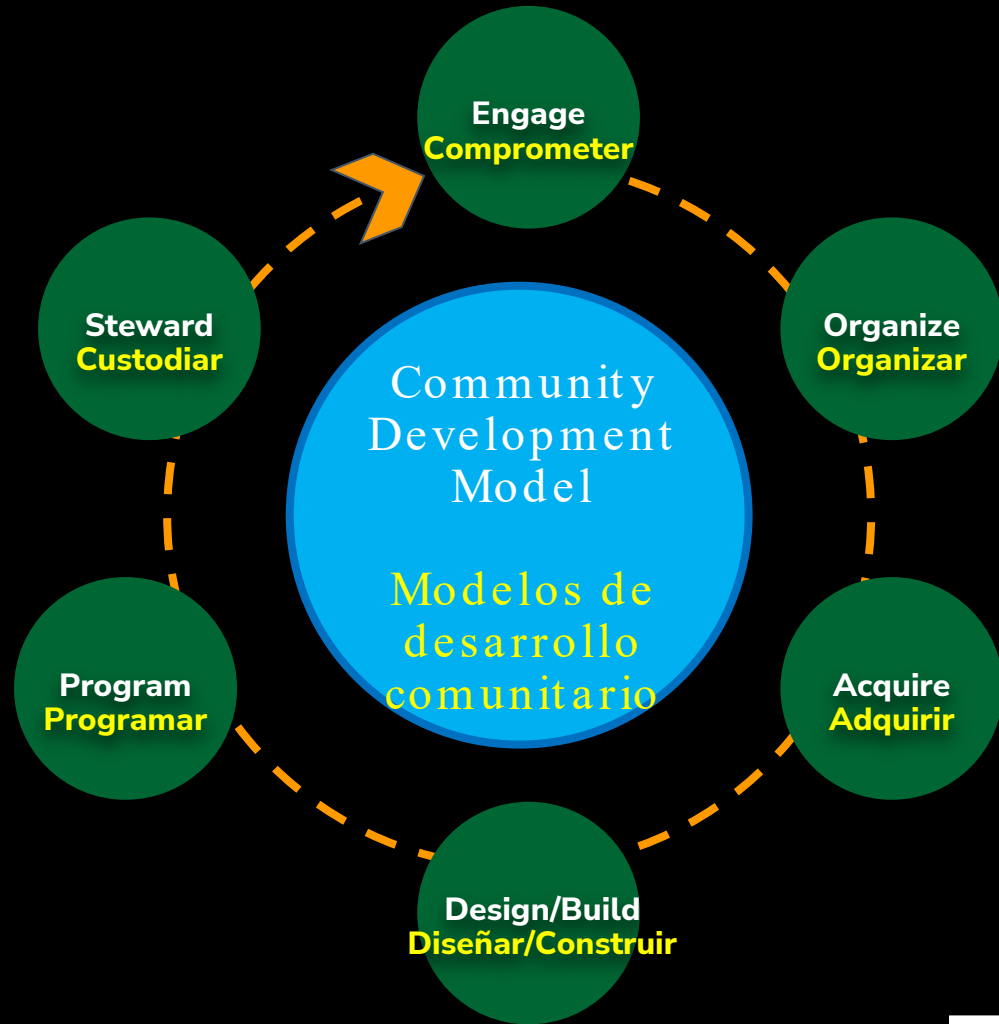 Engage
Comprometer
Organize
Organizar
Acquire
Adquirir
Design/Build
Diseñar/Construir
Program
Programar
Steward
Custodiar
Community
Development
Model
Modelos de
desarrollo
comunitario